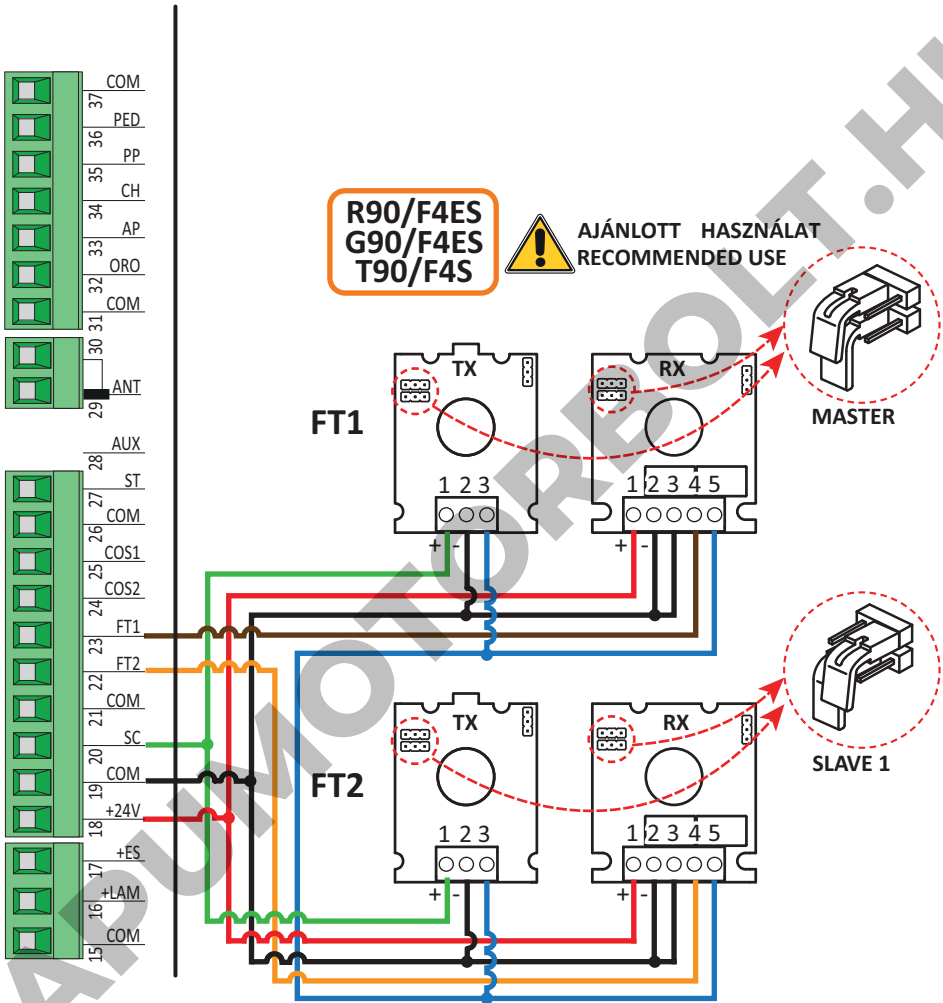 COM
37
PED
36
PP
35
CH
34
AP
33
ORO
32
COM
31
30
ANT
29
AUX
28
ST
27
COM
26
COS1
25
COS2
24
FT1
23
FT2
22
COM
21
SC
20
COM
19
+24V
18
+ES
17
+LAM
16
COM
15
R90/F4ES
G90/F4ES
T90/F4S
AJÁNLOTT HASZNÁLAT
RECOMMENDED USE
MASTER
FT1
TX
1 2 3
+ -
RX
1 2 3 4 5
+ -
SLAVE 1
FT2
TX
1 2 3
+ -
RX
1 2 3 4 5
+ -
APUMOTORBOLT.HU